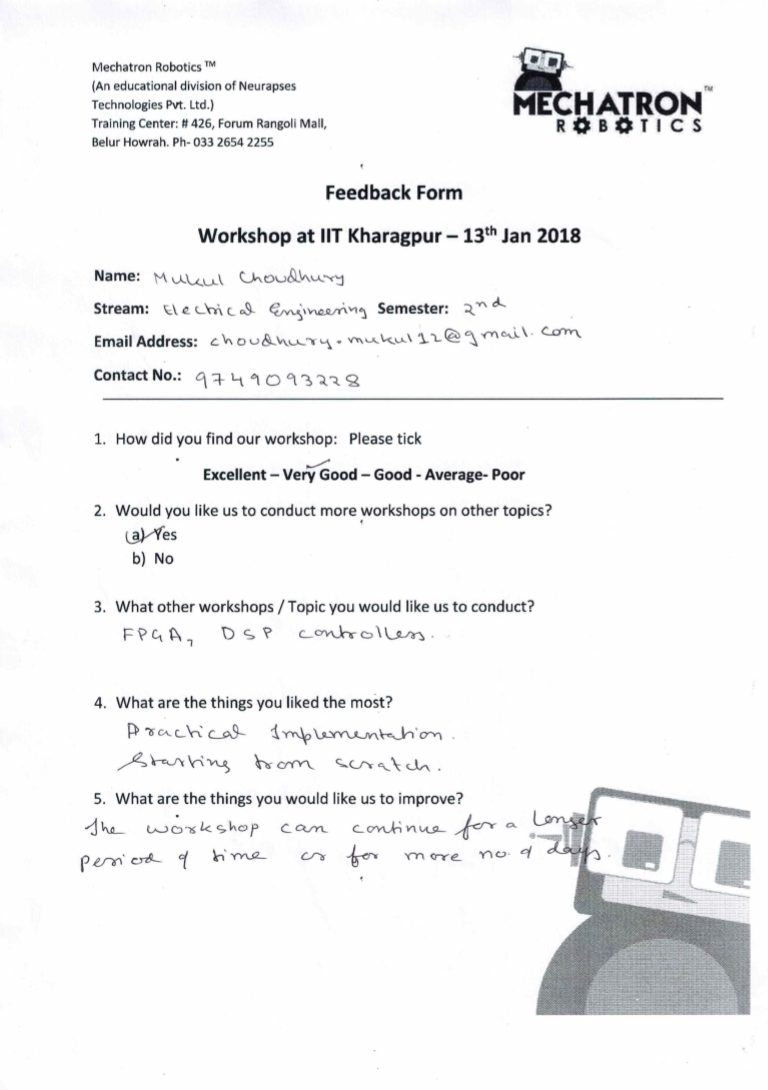 Mechatron Robotics ™
(An educational division of Neurapses
Technologies Pvt. Ltd.)
Training Center: # 426, Forum Rangoli Mall,
Belur Howrah. Ph- 033 2654 2255
MECHATRON™
ROBOTICS
Feedback Form
Workshop at IIT Kharagpur – 13th Jan 2018
Name: Mukul Choudhury
Stream: Electrical Engineering Semester: 2nd
Email Address: choudhury.mukul12@gmail.com
Contact No.: 9749093228
1. How did you find our workshop: Please tick
Excellent – Very Good – Good - Average- Poor
2. Would you like us to conduct more workshops on other topics?
(a) Yes
b) No
3. What other workshops / Topic you would like us to conduct?
FPGA, DSP controllers.
4. What are the things you liked the most?
Practical Implementation.
Starting from scratch.
5. What are the things you would like us to improve?
The workshop can continue for a longer
period of time or for more no. of days.